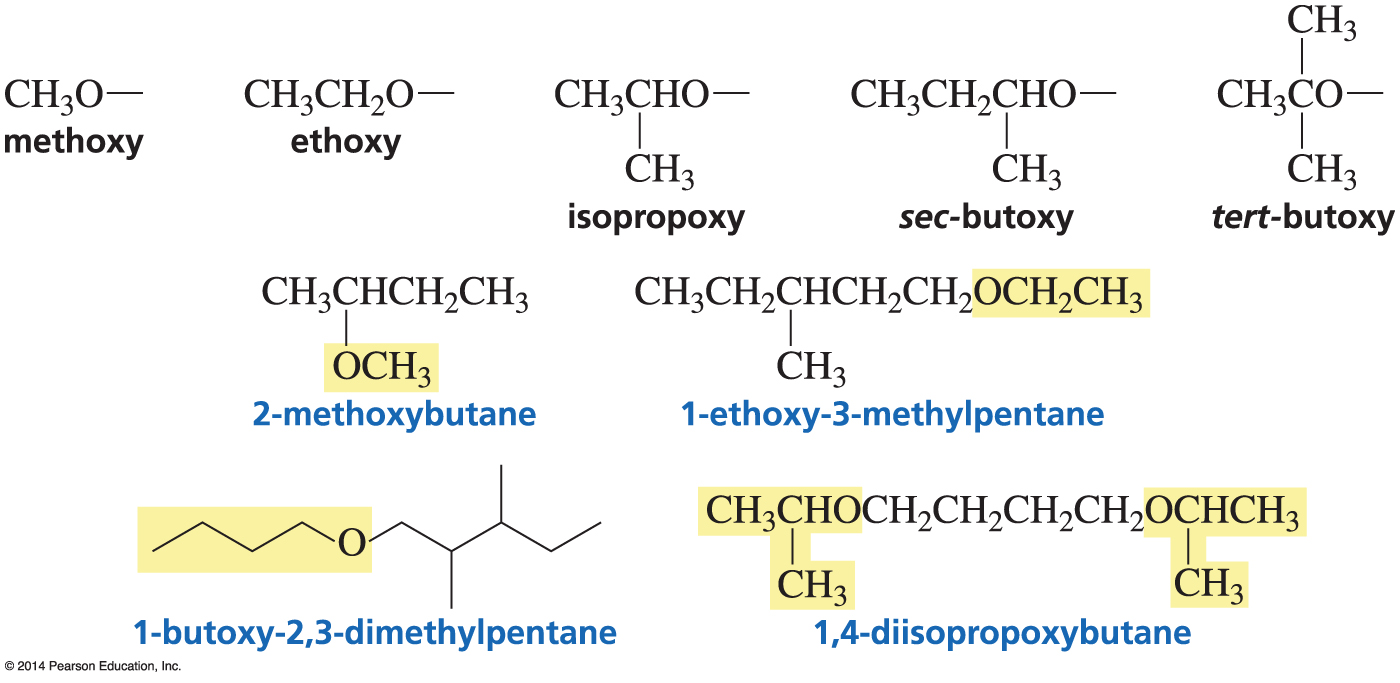 CH₃O—
methoxy
CH₃CH₂O—
ethoxy
CH₃CHO—
CH₃
isopropoxy
CH₃CH₂CHO—
CH₃
sec-butoxy
CH₃
CH₃CO—
CH₃
tert-butoxy
CH₃CHCH₂CH₃
OCH₃
2-methoxybutane
CH₃CH₂CHCH₂CH₂OCH₂CH₃
CH₃
1-ethoxy-3-methylpentane
O
1-butoxy-2,3-dimethylpentane
CH₃CHOCH₂CH₂CH₂CH₂OCHCH₃
CH₃ CH₃
1,4-diisopropoxybutane
© 2014 Pearson Education, Inc.